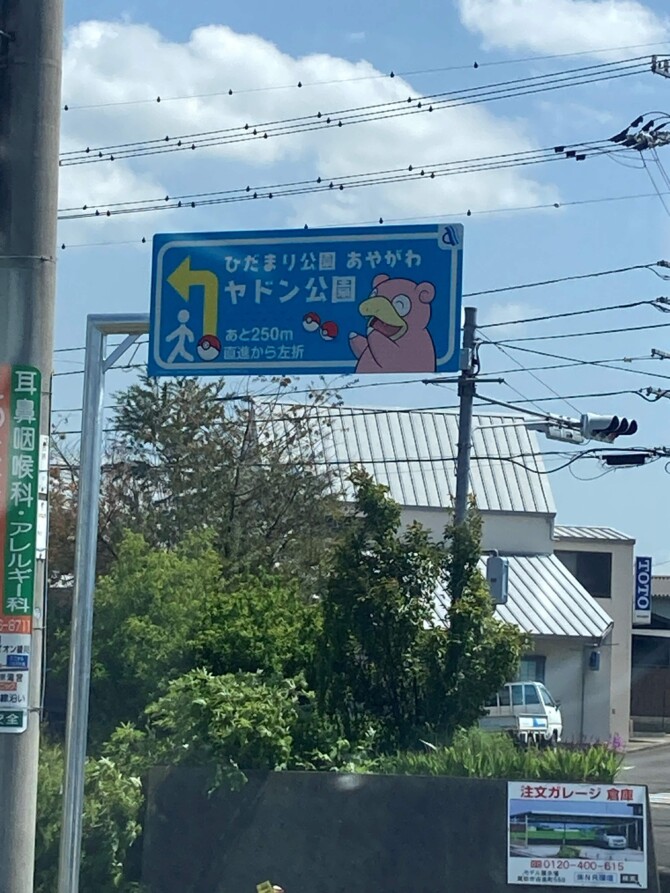 ひだまり公園 あやがわ
ヤドン公園
あと250m
直進から左折
耳鼻咽喉科・アレルギー科
TOTO
注文ガレージ 倉庫
0120-400-615